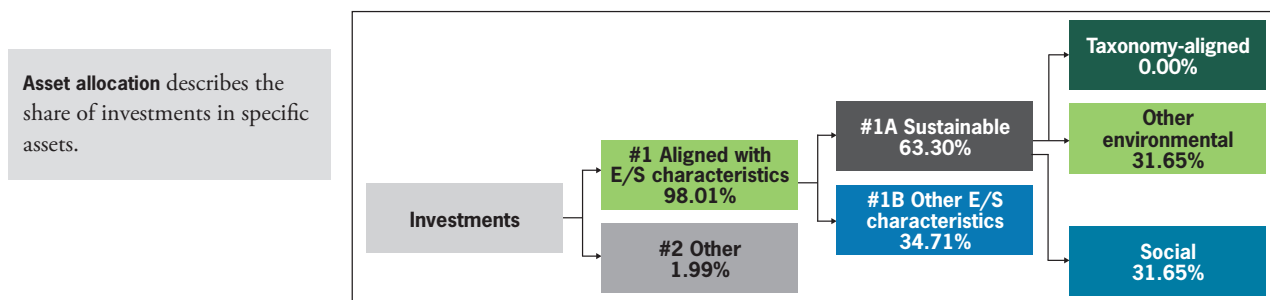 Asset allocation describes the
share of investments in specific
assets.
Investments
#1 Aligned with
E/S characteristics
98.01%
#2 Other
1.99%
#1A Sustainable
63.30%
#1B Other E/S
characteristics
34.71%
Taxonomy-aligned
0.00%
Other
environmental
31.65%
Social
31.65%